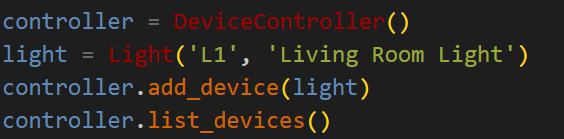 controller = DeviceController()
light = Light('L1', 'Living Room Light')
controller.add_device(light)
controller.list_devices()